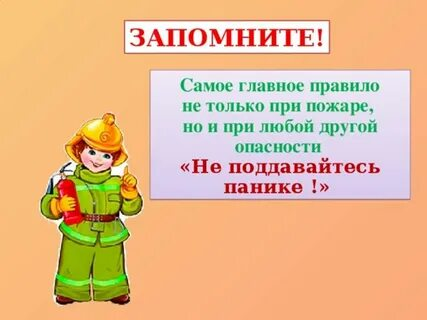 ЗАПОМНИТЕ!
Самое главное правило
не только при пожаре,
но и при любой другой
опасности
«Не поддавайтесь
панике !»